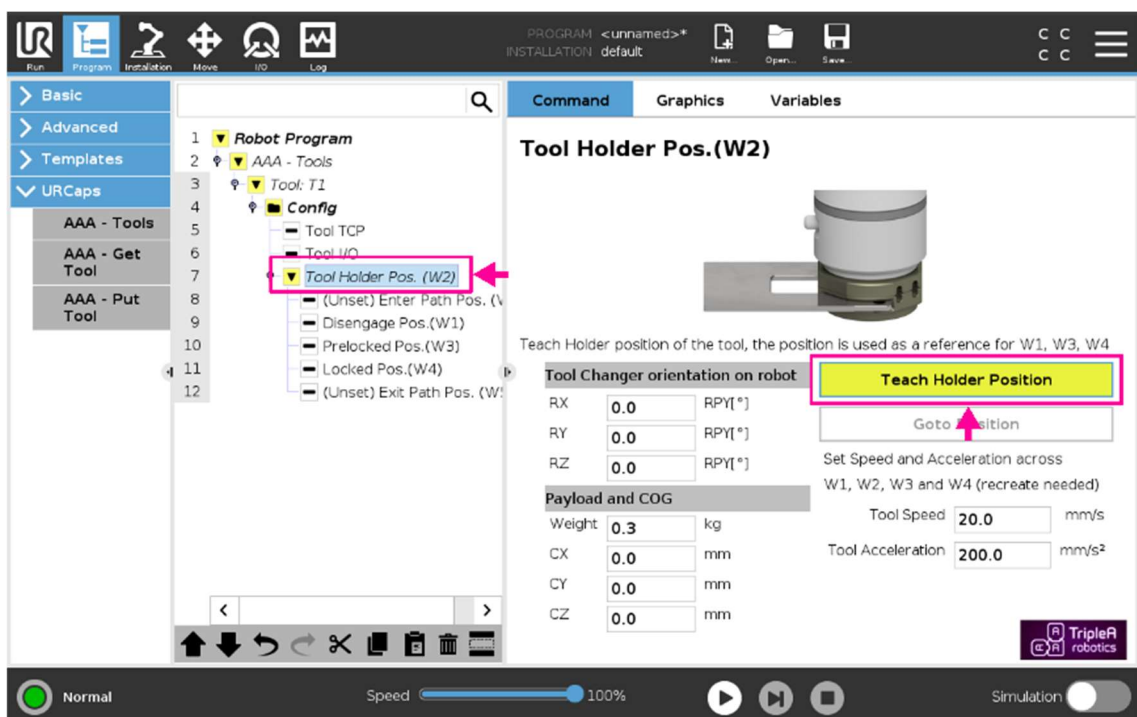 PROGRAM <unnamed>*
INSTALLATION default
Run Program Installation Move I/O Log New... Open... Save...
C C
C C
Basic
Advanced
Templates
URCaps
AAA - Tools
AAA - Get
Tool
AAA - Put
Tool
1 Robot Program
2 AAA - Tools
3 Tool: T1
4 Config
5 Tool TCP
6 Tool I/O
7 Tool Holder Pos. (W2)
8 (Unset) Enter Path Pos. (
9 Disengage Pos.(W1)
10 Prelocked Pos.(W3)
11 Locked Pos.(W4)
12 (Unset) Exit Path Pos. (W
Command Graphics Variables
Tool Holder Pos.(W2)
Teach Holder position of the tool, the position is used as a reference for W1, W3, W4
Tool Changer orientation on robot
RX 0.0 RPY[°]
RY 0.0 RPY[°]
RZ 0.0 RPY[°]
Payload and COG
Weight 0.3 kg
CX 0.0 mm
CY 0.0 mm
CZ 0.0 mm
Teach Holder Position
Goto Position
Set Speed and Acceleration across
W1, W2, W3 and W4 (recreate needed)
Tool Speed 20.0 mm/s
Tool Acceleration 200.0 mm/s²
TripleA
robotics
Normal
Speed 100%
Simulation